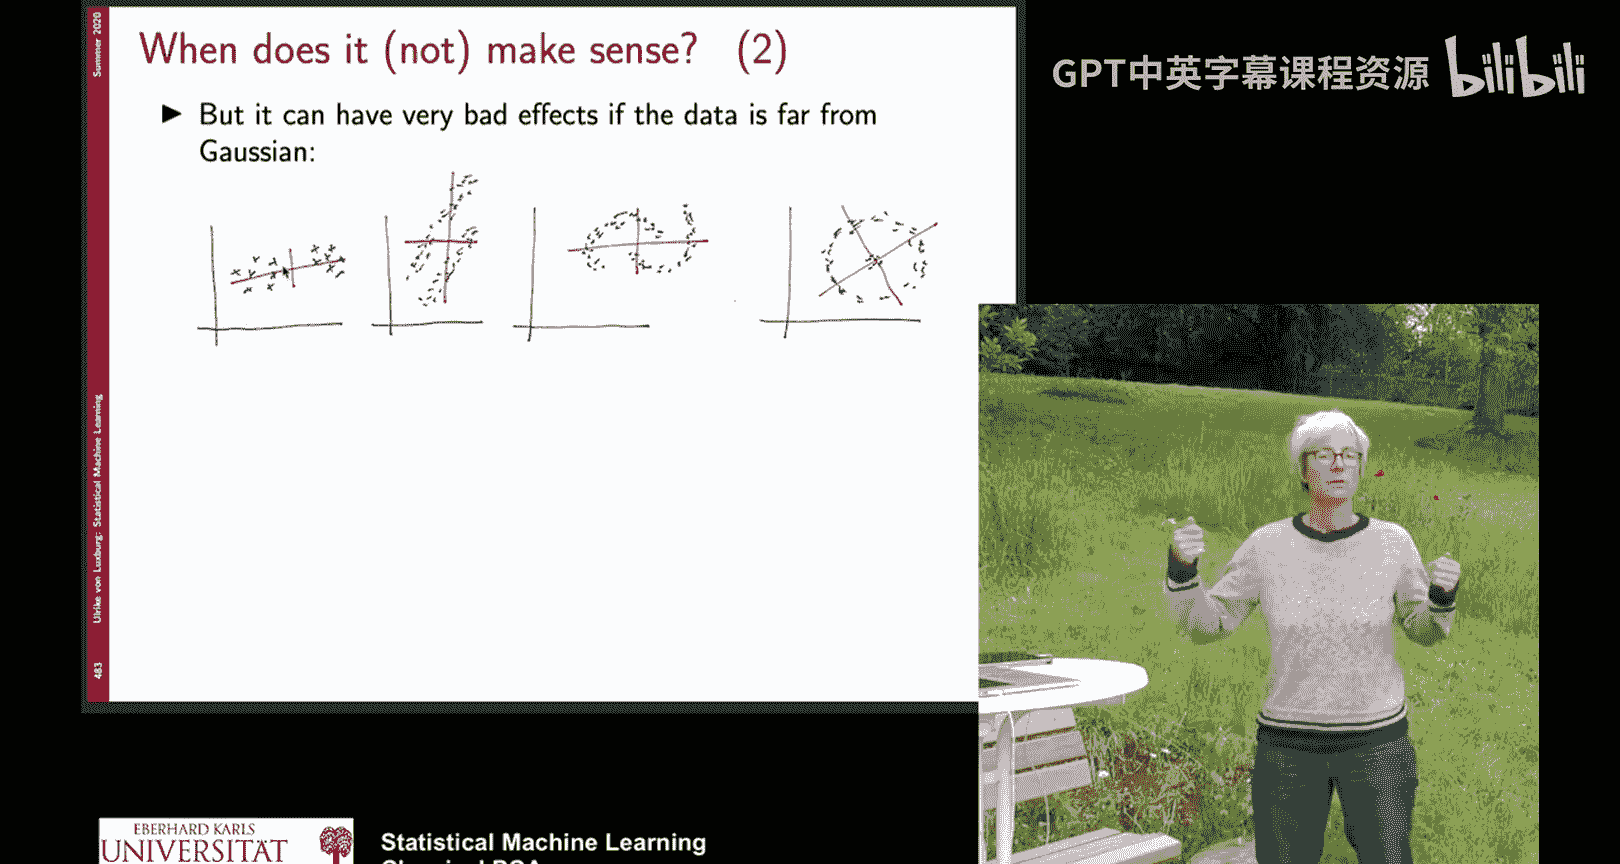 Summer 2020
When does it (not) make sense? (2)
► But it can have very bad effects if the data is far from
Gaussian:
Ulrike von Luxburg: Statistical Machine Learning
483
GPT中英字幕课程资源 bilibili
EBERHARD KARLS
UNIVERSITÄT
Statistical Machine Learning
Classical PCA